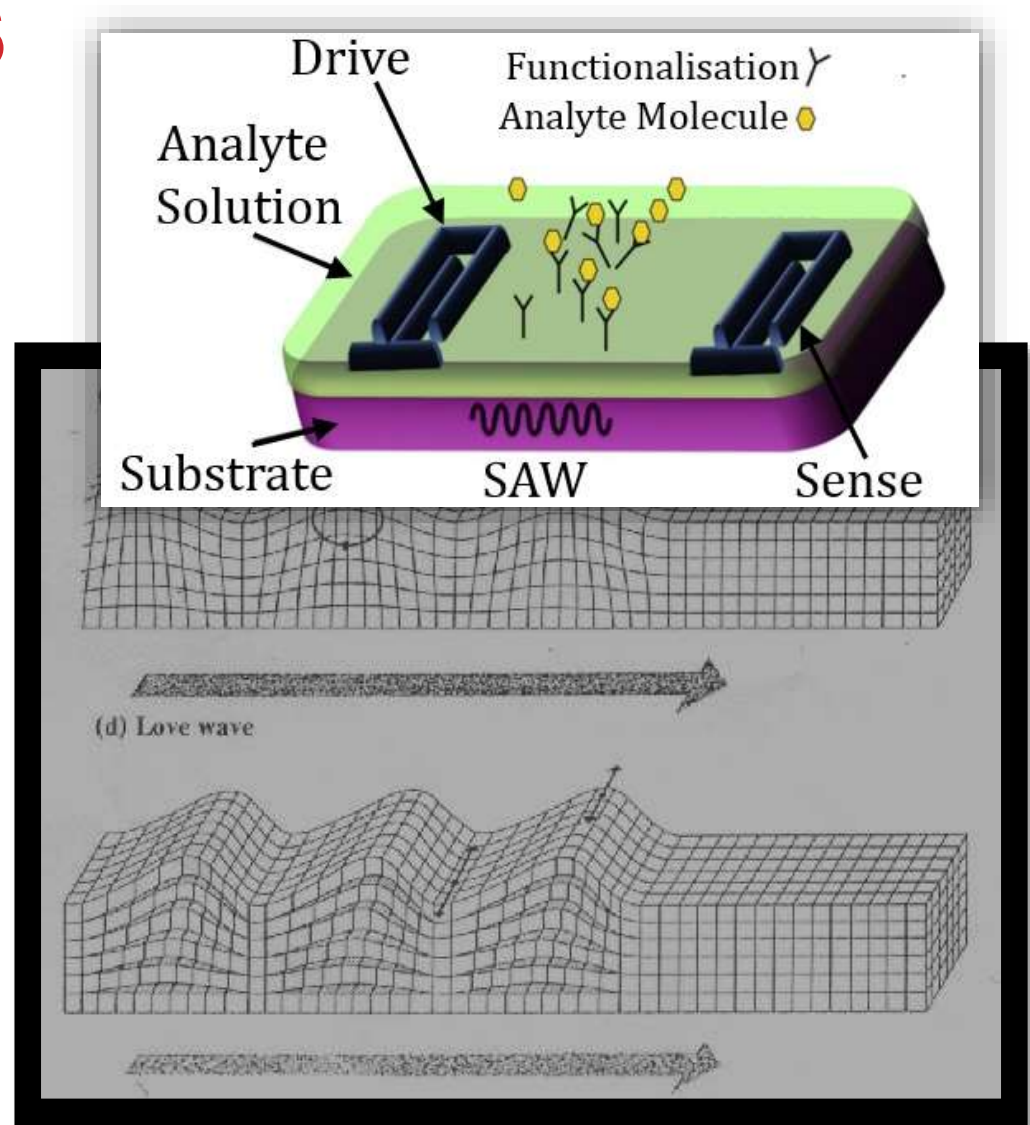 Drive
Functionalisation
Analyte Molecule
Analyte
Solution
Substrate
SAW
Sense
(d) Love wave